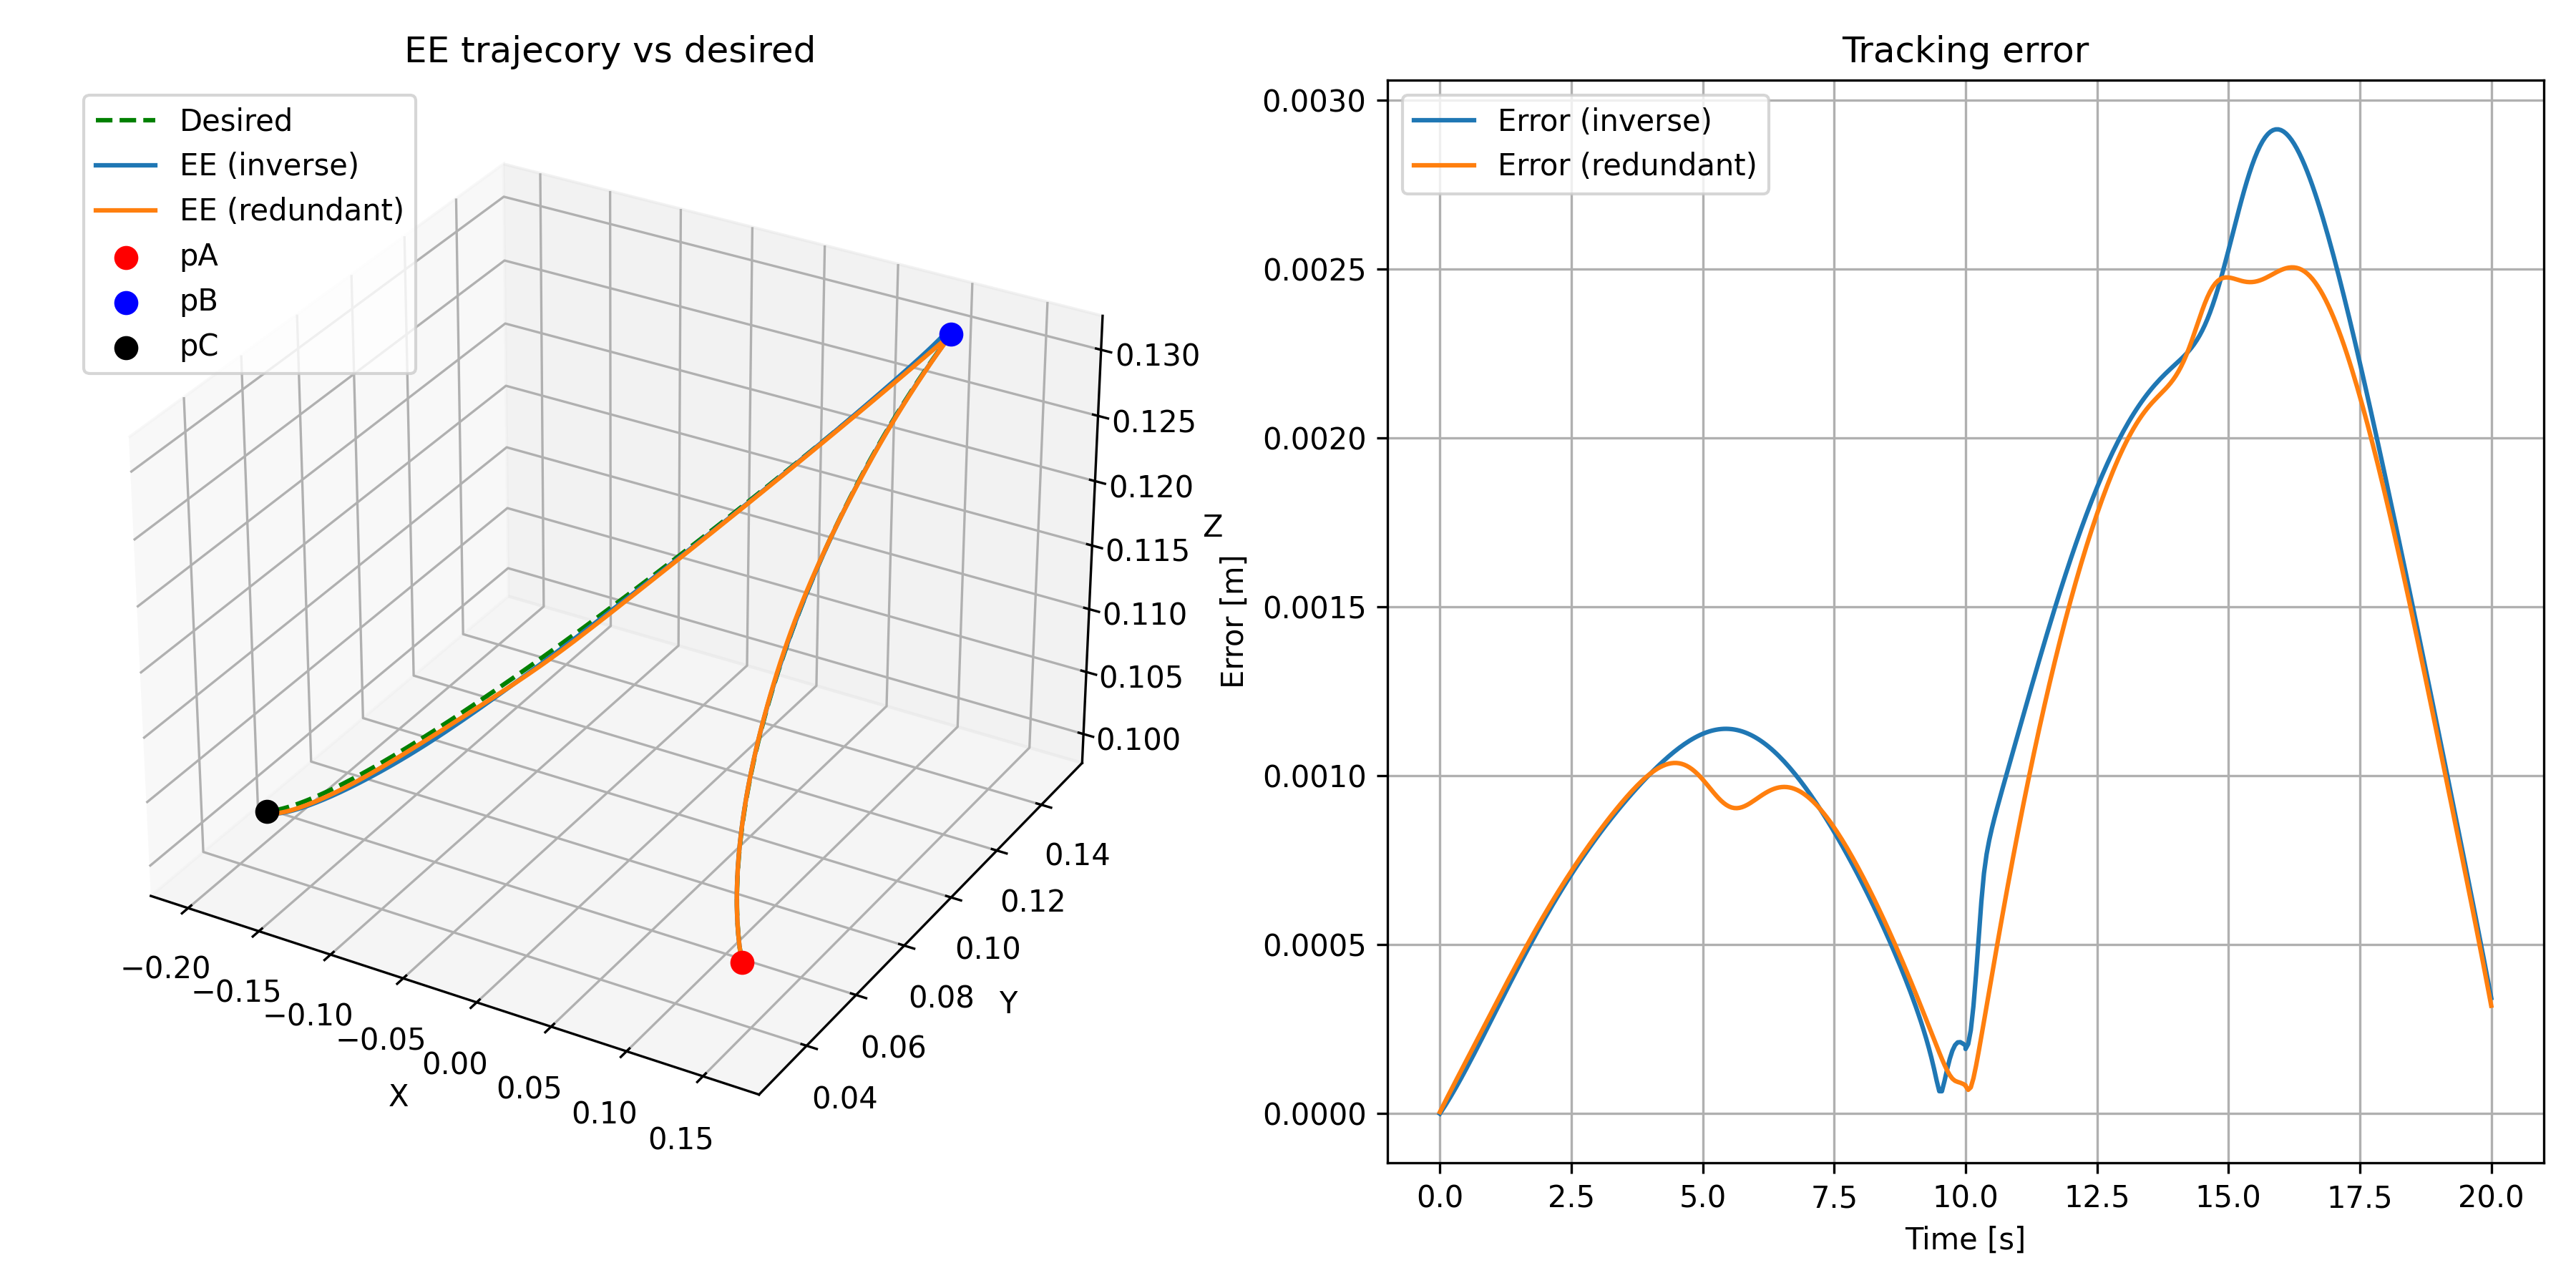 EE trajecory vs desired
Desired
EE (inverse)
EE (redundant)
pA
pB
pC
0.130
0.125
0.120
0.115
0.110
0.105
0.100
Z
0.14
0.12
0.10
0.08
0.06
0.04
Y
−0.20
−0.15
−0.10
−0.05
0.00
0.05
0.10
0.15
X
Tracking error
Error (inverse)
Error (redundant)
0.0030
0.0025
0.0020
0.0015
0.0010
0.0005
0.0000
Error [m]
0.0 2.5 5.0 7.5 10.0 12.5 15.0 17.5 20.0
Time [s]